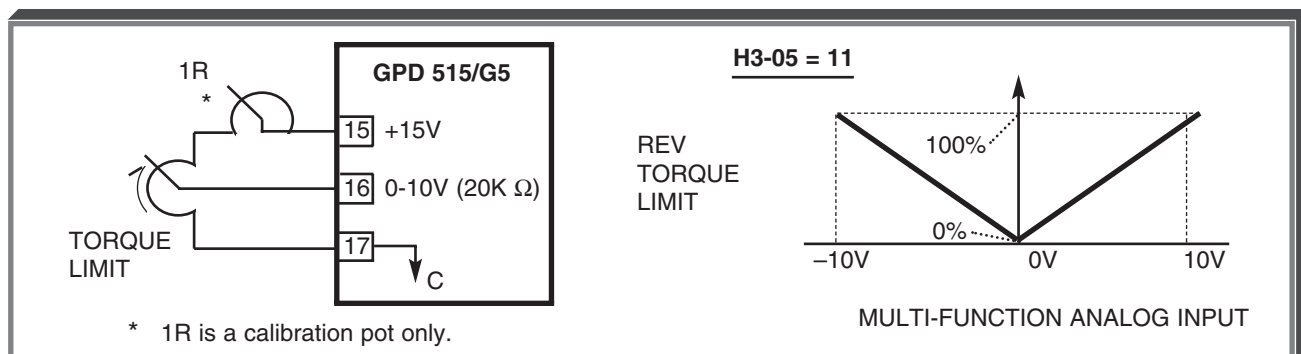 1R
*
GPD 515/G5
15 +15V
16 0-10V (20K Ω)
17
C
TORQUE
LIMIT
* 1R is a calibration pot only.
H3-05 = 11
REV
TORQUE
LIMIT
100%
0%
–10V 0V 10V
MULTI-FUNCTION ANALOG INPUT